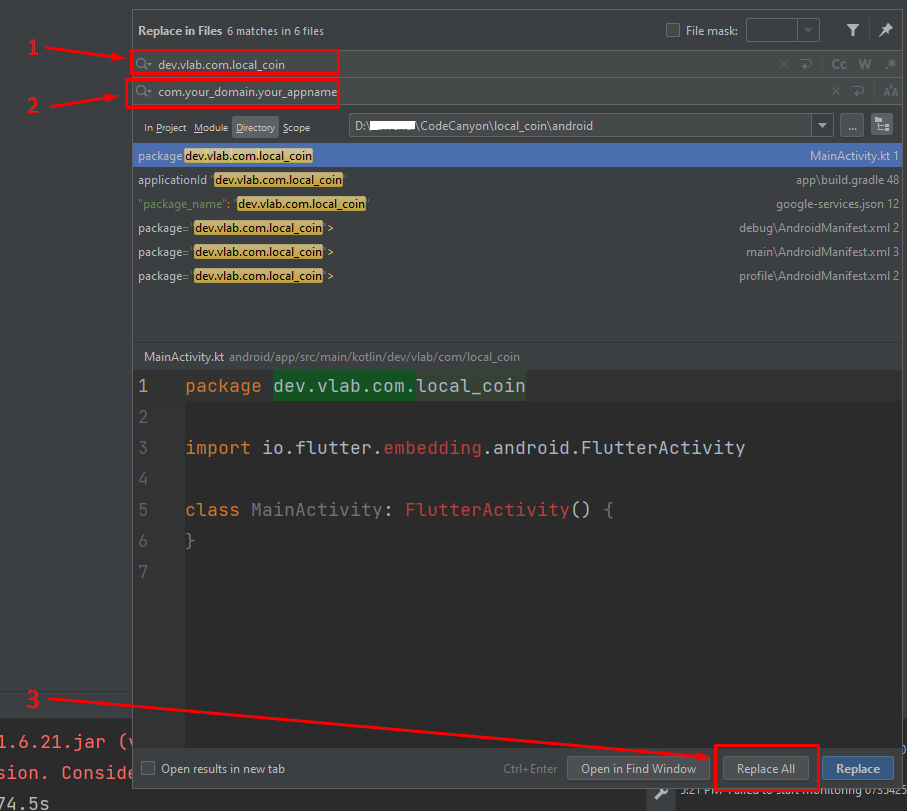 Replace in Files 6 matches in 6 files File mask:
1
dev.vlab.com.local_coin Cc W .*
2
com.your_domain.your_appname
In Project Module Directory Scope D:\ \CodeCanyon\local_coin\android ...
package dev.vlab.com.local_coin MainActivity.kt 1
applicationId "dev.vlab.com.local_coin" app\build.gradle 48
"package_name": "dev.vlab.com.local_coin" google-services.json 12
package="dev.vlab.com.local_coin"> debug\AndroidManifest.xml 2
package="dev.vlab.com.local_coin"> main\AndroidManifest.xml 3
package="dev.vlab.com.local_coin"> profile\AndroidManifest.xml 2
MainActivity.kt android/app/src/main/kotlin/dev/vlab/com/local_coin
1 package dev.vlab.com.local_coin
2
3 import io.flutter.embedding.android.FlutterActivity
4
5 class MainActivity: FlutterActivity() {
6 }
7
3
1.6.21.jar (v
sion. Conside
Open results in new tab Ctrl+Enter Open in Find Window Replace All Replace
5:21 PM Failed to start monitoring 0735425
74.5s